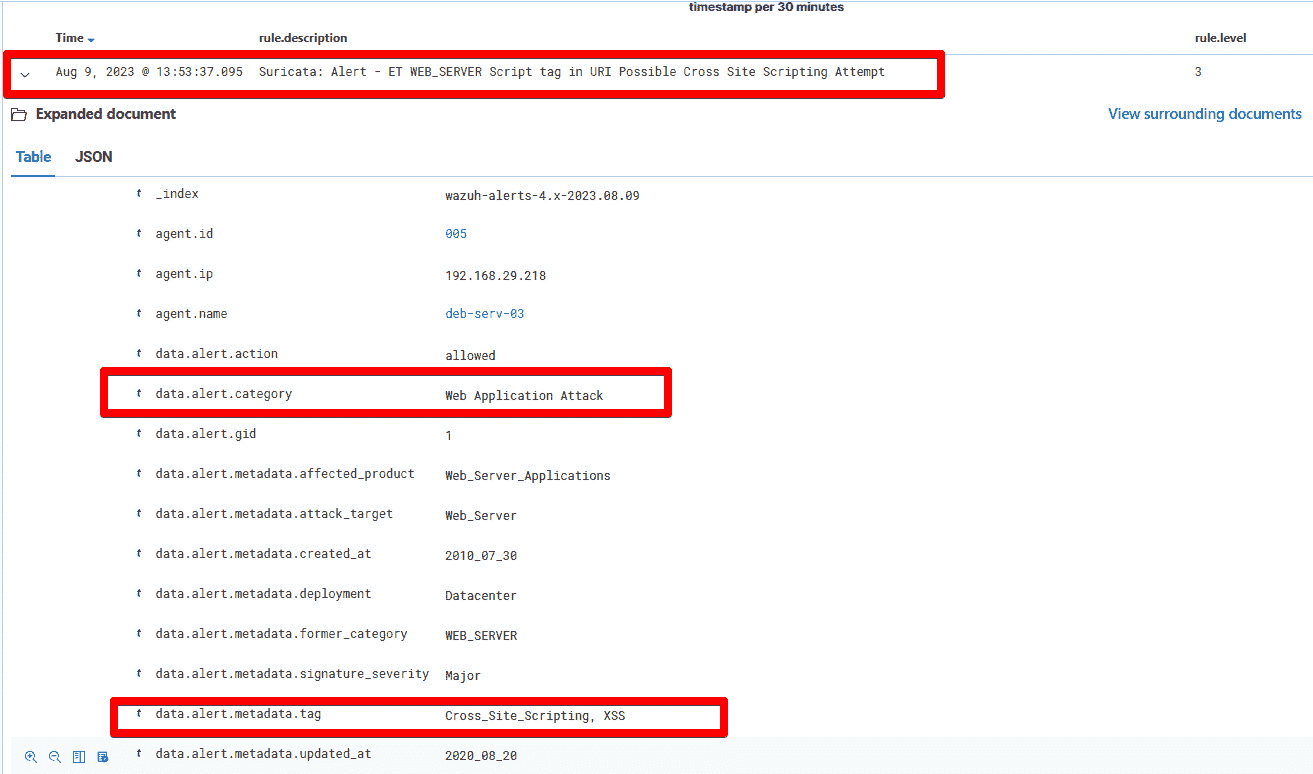 timestamp per 30 minutes
Time rule.description rule.level
Aug 9, 2023 @ 13:53:37.095 Suricata: Alert - ET WEB_SERVER Script tag in URI Possible Cross Site Scripting Attempt 3
Expanded document View surrounding documents
Table JSON
t _index wazuh-alerts-4.x-2023.08.09
t agent.id 005
t agent.ip 192.168.29.218
t agent.name deb-serv-03
t data.alert.action allowed
t data.alert.category Web Application Attack
t data.alert.gid 1
t data.alert.metadata.affected_product Web_Server_Applications
t data.alert.metadata.attack_target Web_Server
t data.alert.metadata.created_at 2010_07_30
t data.alert.metadata.deployment Datacenter
t data.alert.metadata.former_category WEB_SERVER
t data.alert.metadata.signature_severity Major
t data.alert.metadata.tag Cross_Site_Scripting, XSS
t data.alert.metadata.updated_at 2020_08_20